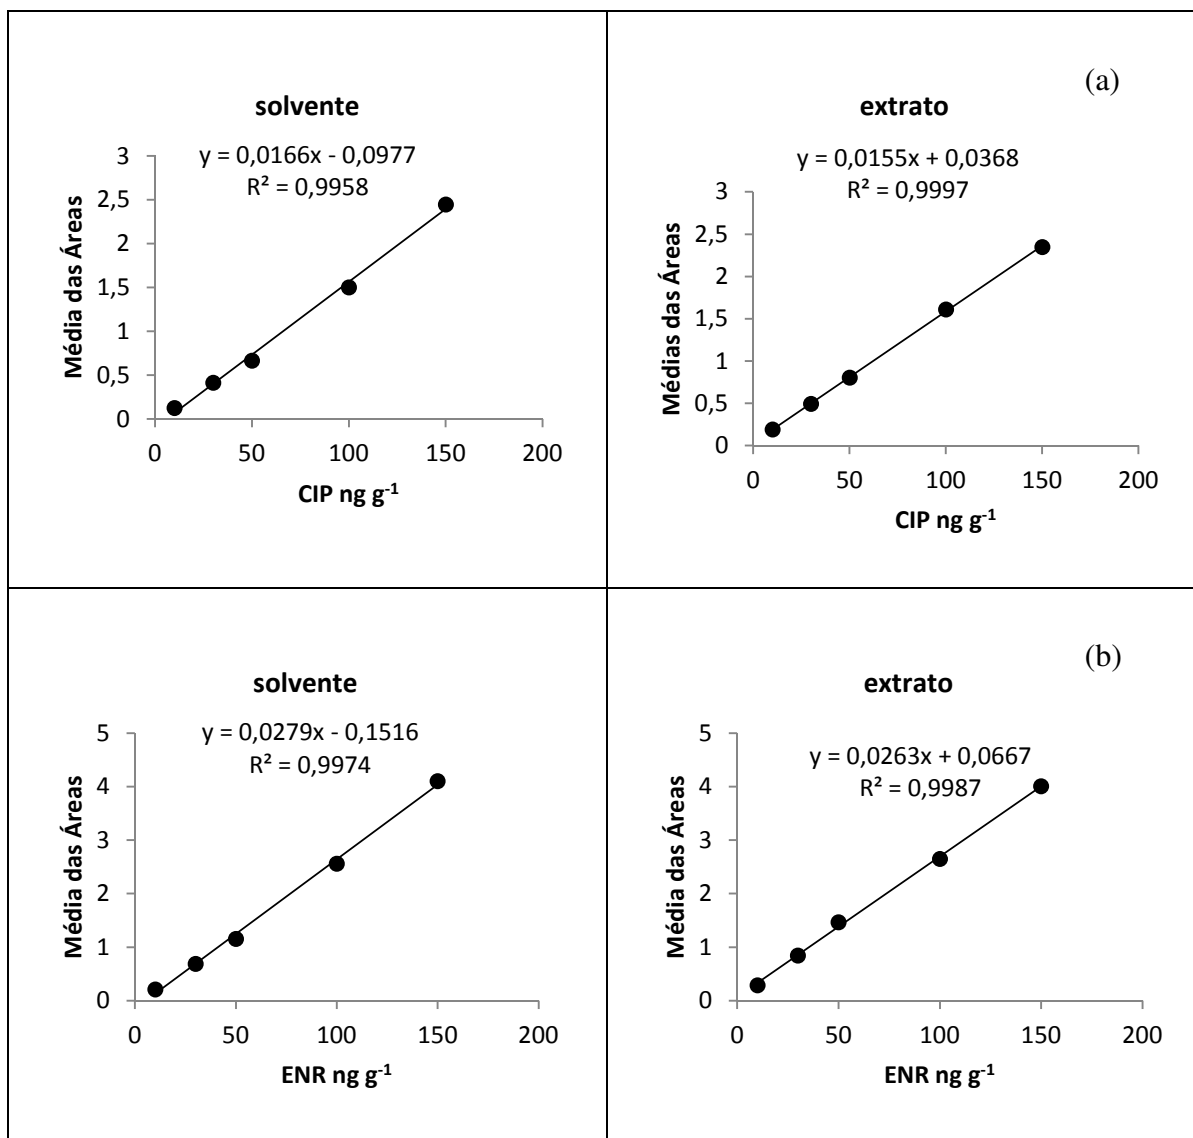 (a)
solvente
y = 0,0166x - 0,0977
R² = 0,9958
Média das Áreas
3
2,5
2
1,5
1
0,5
0
0 50 100 150 200
CIP ng g⁻¹
extrato
y = 0,0155x + 0,0368
R² = 0,9997
Médias das Áreas
3
2,5
2
1,5
1
0,5
0
0 50 100 150 200
CIP ng g⁻¹
(b)
solvente
y = 0,0279x - 0,1516
R² = 0,9974
Média das Áreas
5
4
3
2
1
0
0 50 100 150 200
ENR ng g⁻¹
extrato
y = 0,0263x + 0,0667
R² = 0,9987
Média das Áreas
5
4
3
2
1
0
0 50 100 150 200
ENR ng g⁻¹